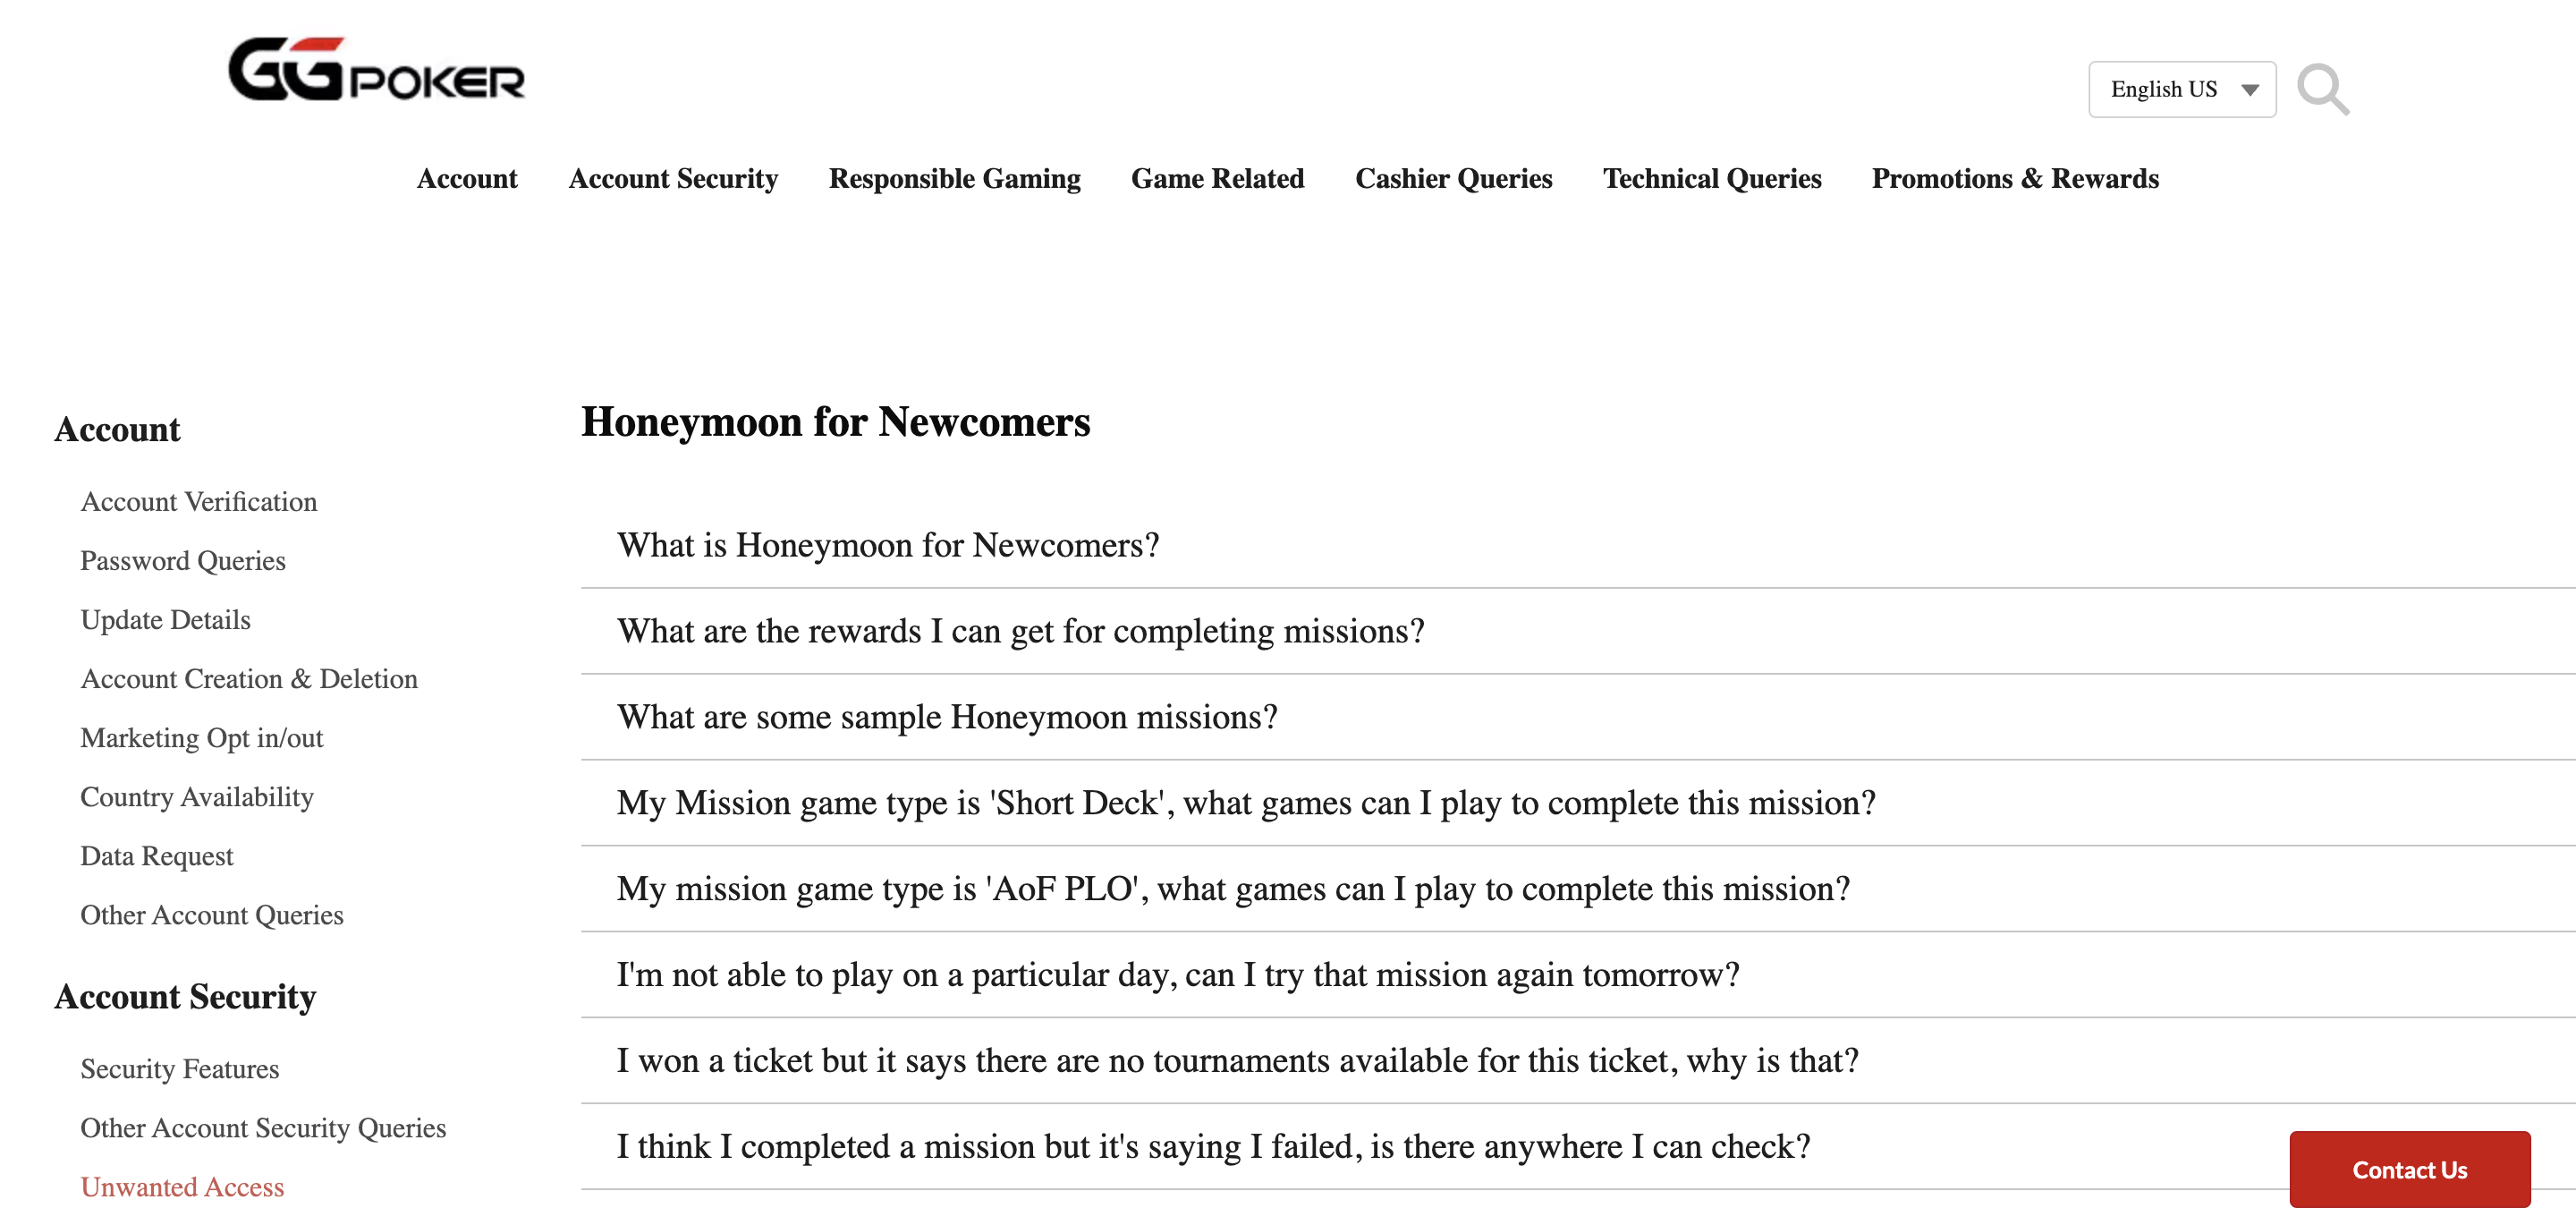 GGPOKER
English US
Account Account Security Responsible Gaming Game Related Cashier Queries Technical Queries Promotions & Rewards
Account
Account Verification
Password Queries
Update Details
Account Creation & Deletion
Marketing Opt in/out
Country Availability
Data Request
Other Account Queries
Account Security
Security Features
Other Account Security Queries
Unwanted Access
Honeymoon for Newcomers
What is Honeymoon for Newcomers?
What are the rewards I can get for completing missions?
What are some sample Honeymoon missions?
My Mission game type is 'Short Deck', what games can I play to complete this mission?
My mission game type is 'AoF PLO', what games can I play to complete this mission?
I'm not able to play on a particular day, can I try that mission again tomorrow?
I won a ticket but it says there are no tournaments available for this ticket, why is that?
I think I completed a mission but it's saying I failed, is there anywhere I can check?
Contact Us